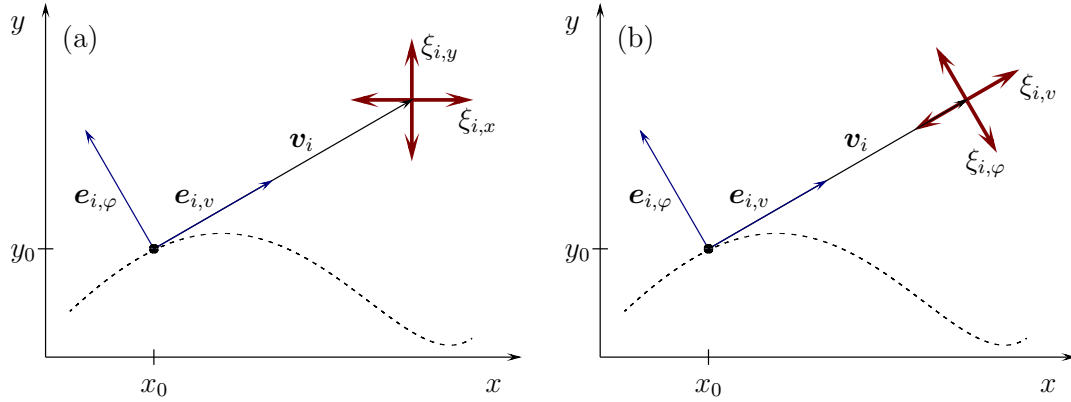 y
(a)
ξ_{i,y}
ξ_{i,x}
v_i
e_{i,φ}
e_{i,v}
y_0
x_0
x
y
(b)
ξ_{i,v}
ξ_{i,φ}
v_i
e_{i,φ}
e_{i,v}
y_0
x_0
x